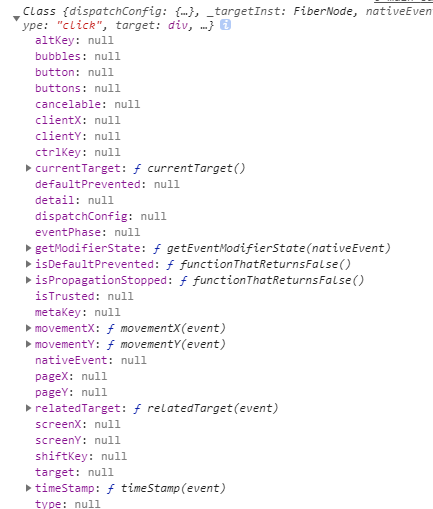 Class {dispatchConfig: {…}, _targetInst: FiberNode, nativeEven
ype: "click", target: div, …} i
altKey: null
bubbles: null
button: null
buttons: null
cancelable: null
clientX: null
clientY: null
ctrlKey: null
currentTarget: ƒ currentTarget()
defaultPrevented: null
detail: null
dispatchConfig: null
eventPhase: null
getModifierState: ƒ getEventModifierState(nativeEvent)
isDefaultPrevented: ƒ functionThatReturnsFalse()
isPropagationStopped: ƒ functionThatReturnsFalse()
isTrusted: null
metaKey: null
movementX: ƒ movementX(event)
movementY: ƒ movementY(event)
nativeEvent: null
pageX: null
pageY: null
relatedTarget: ƒ relatedTarget(event)
screenX: null
screenY: null
shiftKey: null
target: null
timeStamp: ƒ timeStamp(event)
type: null